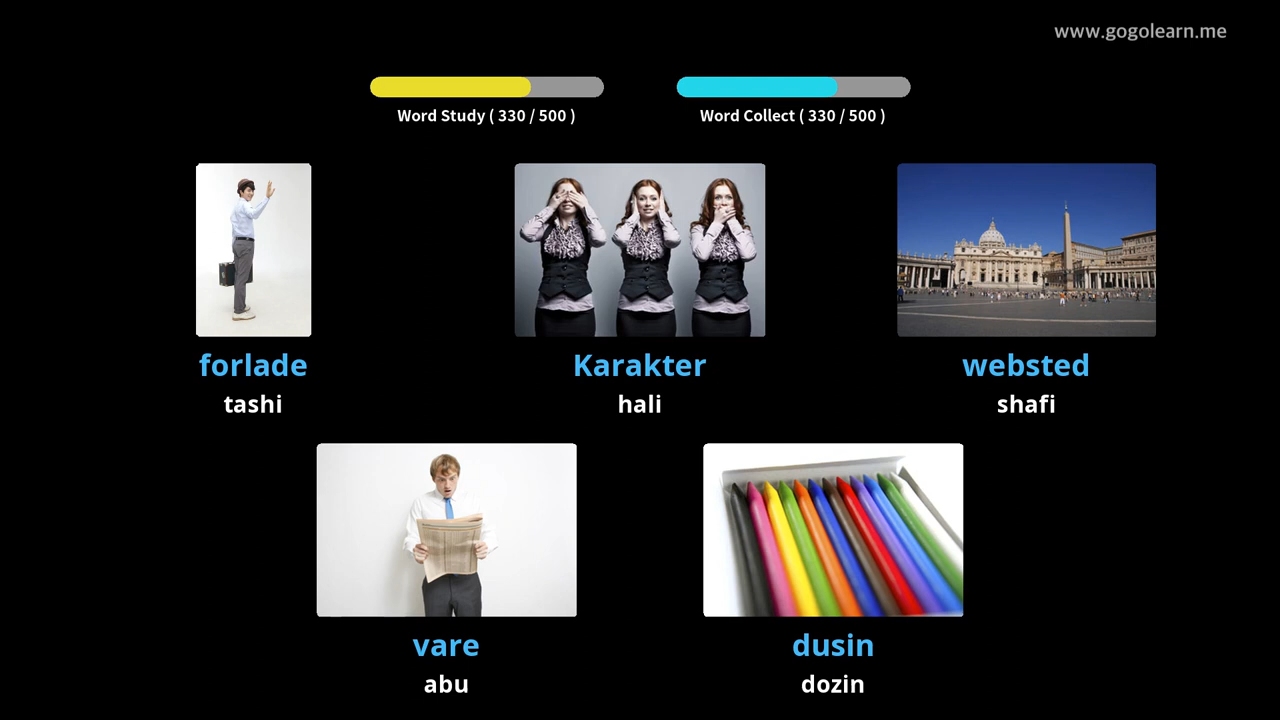 www.gogolearn.me
Word Study ( 330 / 500 )
Word Collect ( 330 / 500 )
forlade
tashi
Karakter
hali
websted
shafi
vare
abu
dusin
dozin